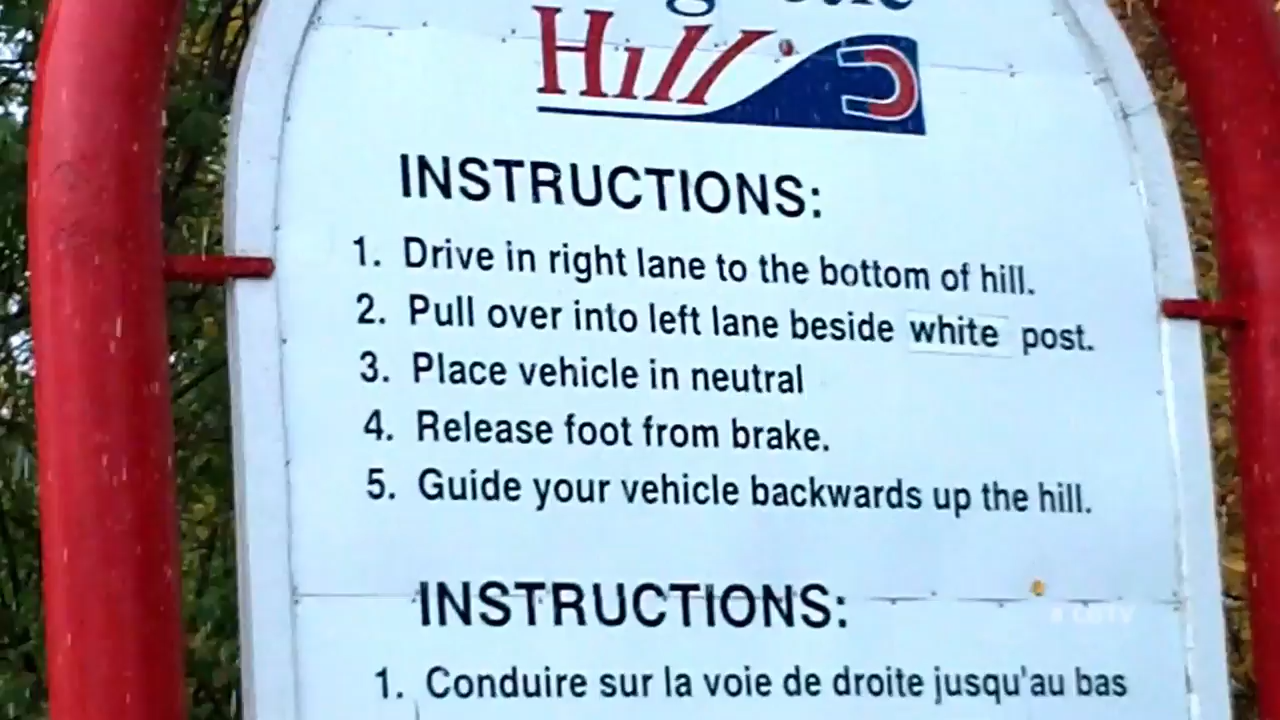 Hill
INSTRUCTIONS:
1. Drive in right lane to the bottom of hill.
2. Pull over into left lane beside white post.
3. Place vehicle in neutral
4. Release foot from brake.
5. Guide your vehicle backwards up the hill.
INSTRUCTIONS:
1. Conduire sur la voie de droite jusqu'au bas